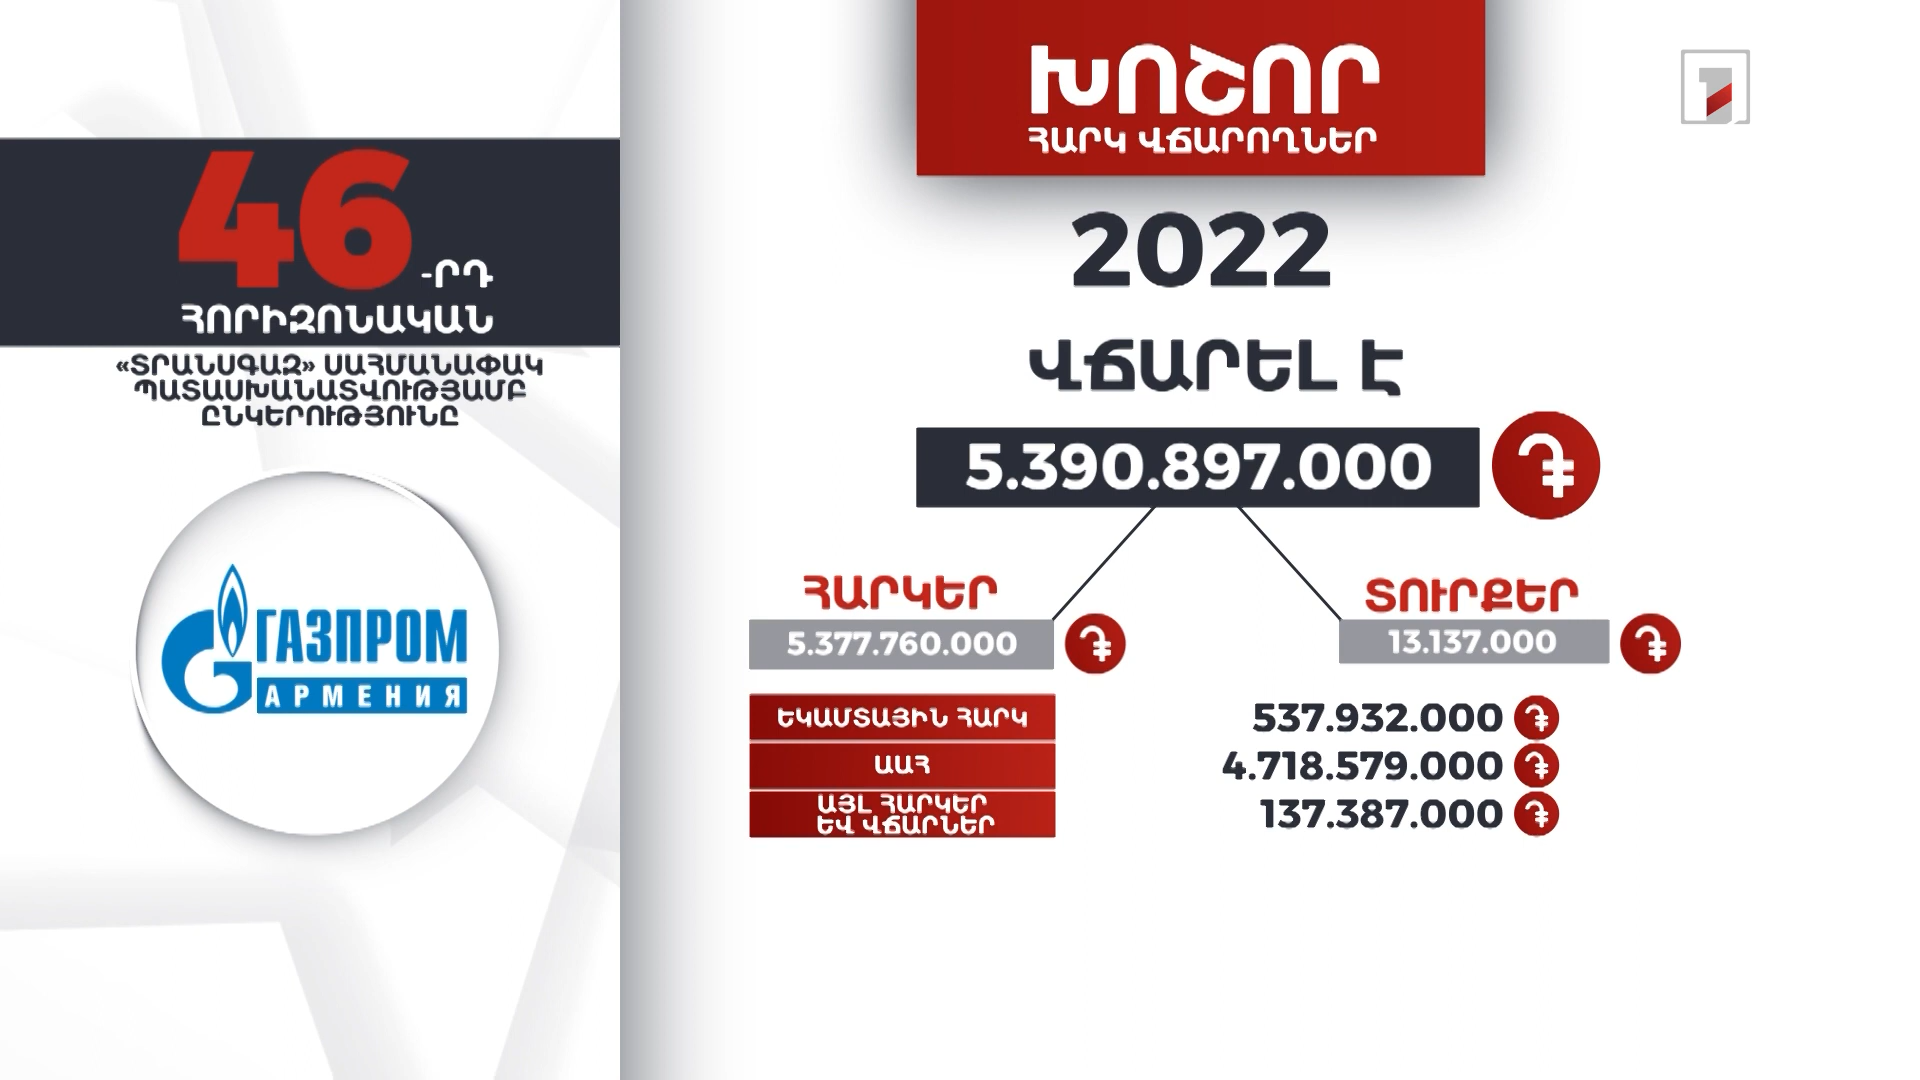 46-ՐԴ
ՀՈՐԻԶՈՆԱԿԱՆ
«ՏՐԱՆՍԳԱԶ» ՍԱՀՄԱՆԱՓԱԿ
ՊԱՏԱՍԽԱՆԱՏՎՈՒԹՅԱՄԲ
ԸՆԿԵՐՈՒԹՅՈՒՆԸ
ГАЗПРОМ
АРМЕНИЯ
ԽՈՇՈՐ
ՀԱՐԿ ՎՃԱՐՈՂՆԵՐ
1
2022
ՎՃԱՐԵԼ Է
5.390.897.000 ֏
ՀԱՐԿԵՐ
5.377.760.000 ֏
ՏՈՒՐՔԵՐ
13.137.000 ֏
ԵԿԱՄՏԱՅԻՆ ՀԱՐԿ 537.932.000 ֏
ԱԱՀ 4.718.579.000 ֏
ԱՅԼ ՀԱՐԿԵՐ
ԵՎ ՎՃԱՐՆԵՐ 137.387.000 ֏